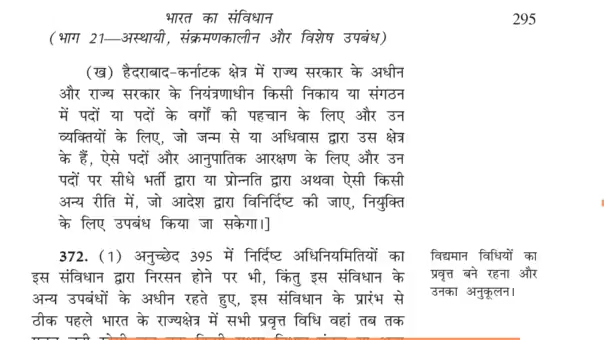 भारत का संविधान
295
(भाग 21—अस्थायी, संक्रमणकालीन और विशेष उपबंध)
(ख) हैदराबाद-कर्नाटक क्षेत्र में राज्य सरकार के अधीन
और राज्य सरकार के नियंत्रणाधीन किसी निकाय या संगठन
में पदों या पदों के वर्गों की पहचान के लिए और उन
व्यक्तियों के लिए, जो जन्म से या अधिवास द्वारा उस क्षेत्र
के हैं, ऐसे पदों और आनुपातिक आरक्षण के लिए और उन
पदों पर सीधे भर्ती द्वारा या प्रोन्नति द्वारा अथवा ऐसी किसी
अन्य रीति में, जो आदेश द्वारा विनिर्दिष्ट की जाए, नियुक्ति
के लिए उपबंध किया जा सकेगा।]
372. (1) अनुच्छेद 395 में निर्दिष्ट अधिनियमितियों का
इस संविधान द्वारा निरसन होने पर भी, किंतु इस संविधान के
अन्य उपबंधों के अधीन रहते हुए, इस संविधान के प्रारंभ से
ठीक पहले भारत के राज्यक्षेत्र में सभी प्रवृत्त विधि वहां तब तक
विद्यमान विधियों का
प्रवृत्त बने रहना और
उनका अनुकूलन।